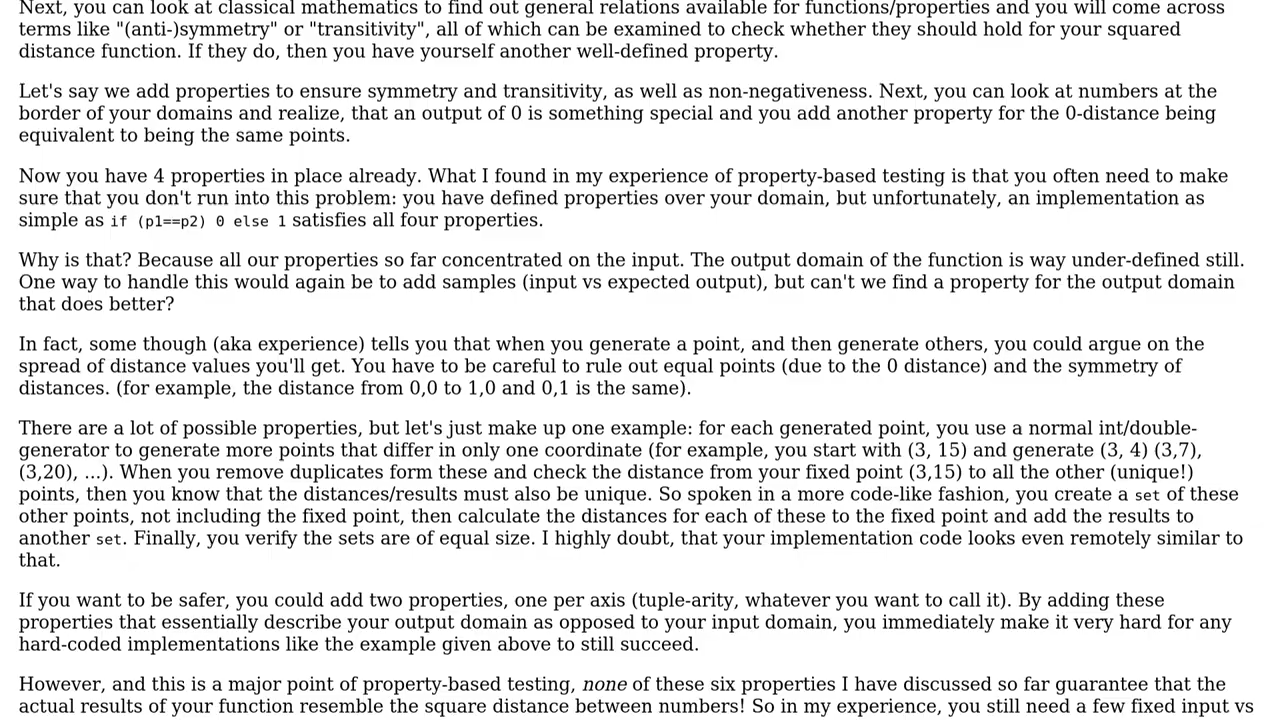 Next, you can look at classical mathematics to find out general relations available for functions/properties and you will come across
terms like "(anti-)symmetry" or "transitivity", all of which can be examined to check whether they should hold for your squared
distance function. If they do, then you have yourself another well-defined property.
Let's say we add properties to ensure symmetry and transitivity, as well as non-negativeness. Next, you can look at numbers at the
border of your domains and realize, that an output of 0 is something special and you add another property for the 0-distance being
equivalent to being the same points.
Now you have 4 properties in place already. What I found in my experience of property-based testing is that you often need to make
sure that you don't run into this problem: you have defined properties over your domain, but unfortunately, an implementation as
simple as if (p1==p2) 0 else 1 satisfies all four properties.
Why is that? Because all our properties so far concentrated on the input. The output domain of the function is way under-defined still.
One way to handle this would again be to add samples (input vs expected output), but can't we find a property for the output domain
that does better?
In fact, some though (aka experience) tells you that when you generate a point, and then generate others, you could argue on the
spread of distance values you'll get. You have to be careful to rule out equal points (due to the 0 distance) and the symmetry of
distances. (for example, the distance from 0,0 to 1,0 and 0,1 is the same).
There are a lot of possible properties, but let's just make up one example: for each generated point, you use a normal int/double-
generator to generate more points that differ in only one coordinate (for example, you start with (3, 15) and generate (3, 4) (3,7),
(3,20), ...). When you remove duplicates form these and check the distance from your fixed point (3,15) to all the other (unique!)
points, then you know that the distances/results must also be unique. So spoken in a more code-like fashion, you create a set of these
other points, not including the fixed point, then calculate the distances for each of these to the fixed point and add the results to
another set. Finally, you verify the sets are of equal size. I highly doubt, that your implementation code looks even remotely similar to
that.
If you want to be safer, you could add two properties, one per axis (tuple-arity, whatever you want to call it). By adding these
properties that essentially describe your output domain as opposed to your input domain, you immediately make it very hard for any
hard-coded implementations like the example given above to still succeed.
However, and this is a major point of property-based testing, none of these six properties I have discussed so far guarantee that the
actual results of your function resemble the square distance between numbers! So in my experience, you still need a few fixed input vs